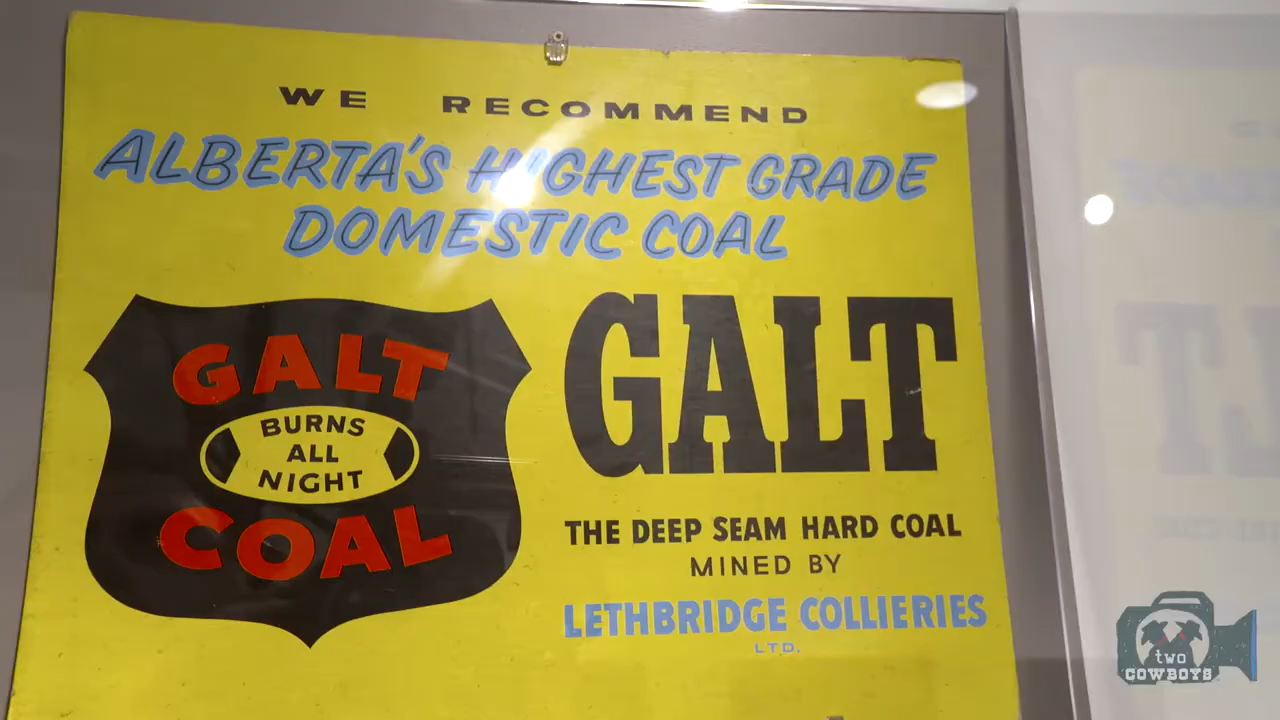 WE RECOMMEND
ALBERTA'S HIGHEST GRADE
DOMESTIC COAL
GALT
BURNS
ALL
NIGHT
COAL
GALT
THE DEEP SEAM HARD COAL
MINED BY
LETHBRIDGE COLLIERIES
LTD.
two
COWBOYS